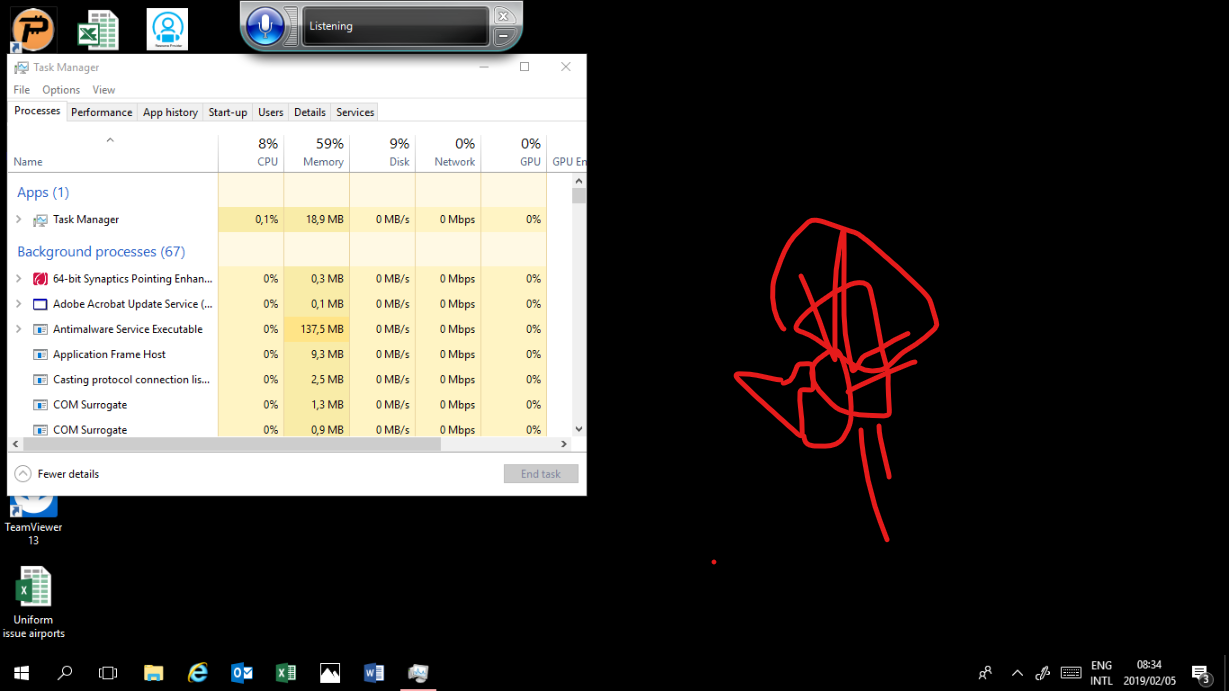 Listening
Task Manager
File Options View
Processes Performance App history Start-up Users Details Services
8% 59% 9% 0% 0%
Name CPU Memory Disk Network GPU GPU En
Apps (1)
Task Manager 0,1% 18,9 MB 0 MB/s 0 Mbps 0%
Background processes (67)
64-bit Synaptics Pointing Enhan... 0% 0,3 MB 0 MB/s 0 Mbps 0%
Adobe Acrobat Update Service (... 0% 0,1 MB 0 MB/s 0 Mbps 0%
Antimalware Service Executable 0% 137,5 MB 0 MB/s 0 Mbps 0%
Application Frame Host 0% 9,3 MB 0 MB/s 0 Mbps 0%
Casting protocol connection lis... 0% 2,5 MB 0 MB/s 0 Mbps 0%
COM Surrogate 0% 1,3 MB 0 MB/s 0 Mbps 0%
COM Surrogate 0% 0,9 MB 0 MB/s 0 Mbps 0%
Fewer details End task
TeamViewer
13
Uniform
issue airports
ENG 08:34
INTL 2019/02/05 3